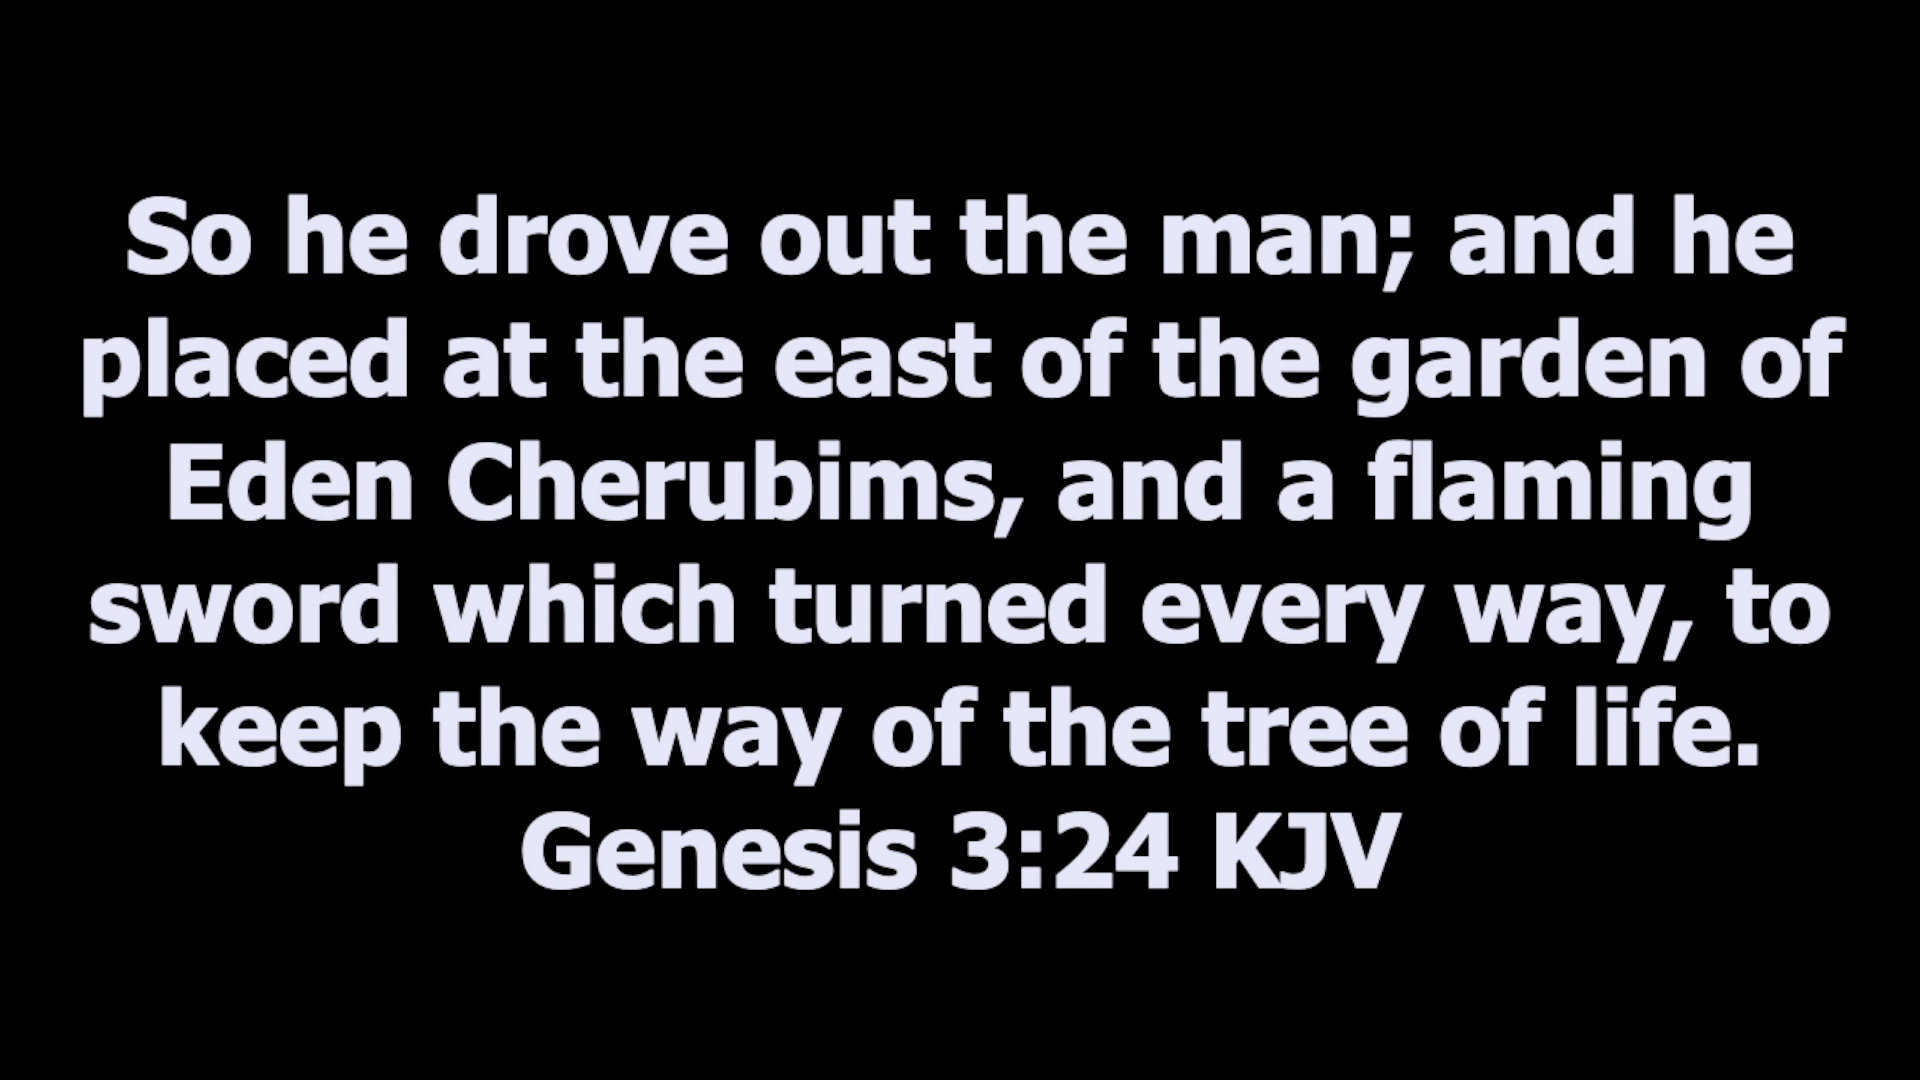 So he drove out the man; and he
placed at the east of the garden of
Eden Cherubims, and a flaming
sword which turned every way, to
keep the way of the tree of life.
Genesis 3:24 KJV